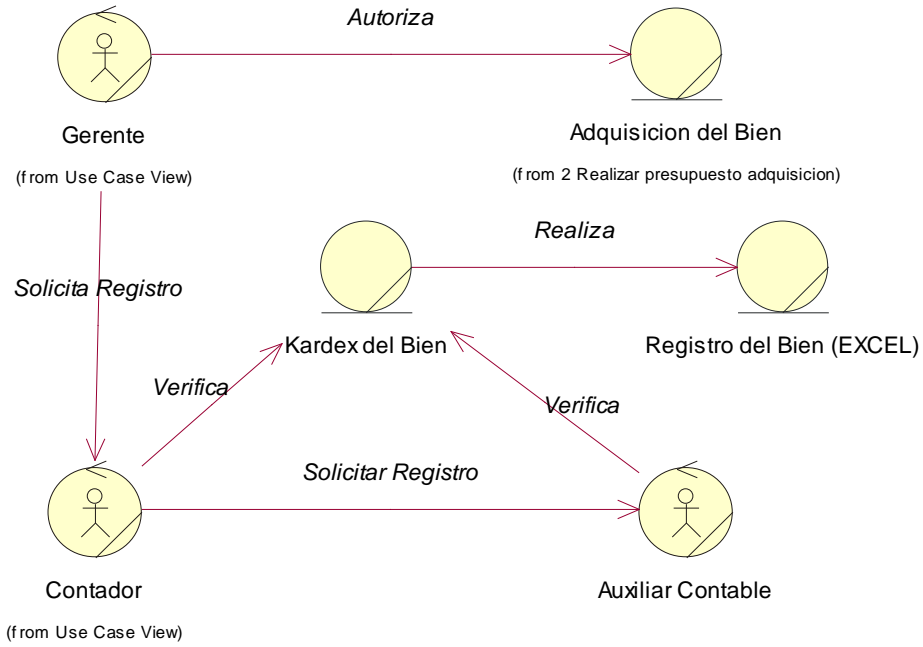 Autoriza
Gerente
(from Use Case View)
Adquisicion del Bien
(from 2 Realizar presupuesto adquisicion)
Solicita Registro
Realiza
Kardex del Bien
Registro del Bien (EXCEL)
Verifica
Verifica
Solicitar Registro
Contador
(from Use Case View)
Auxiliar Contable